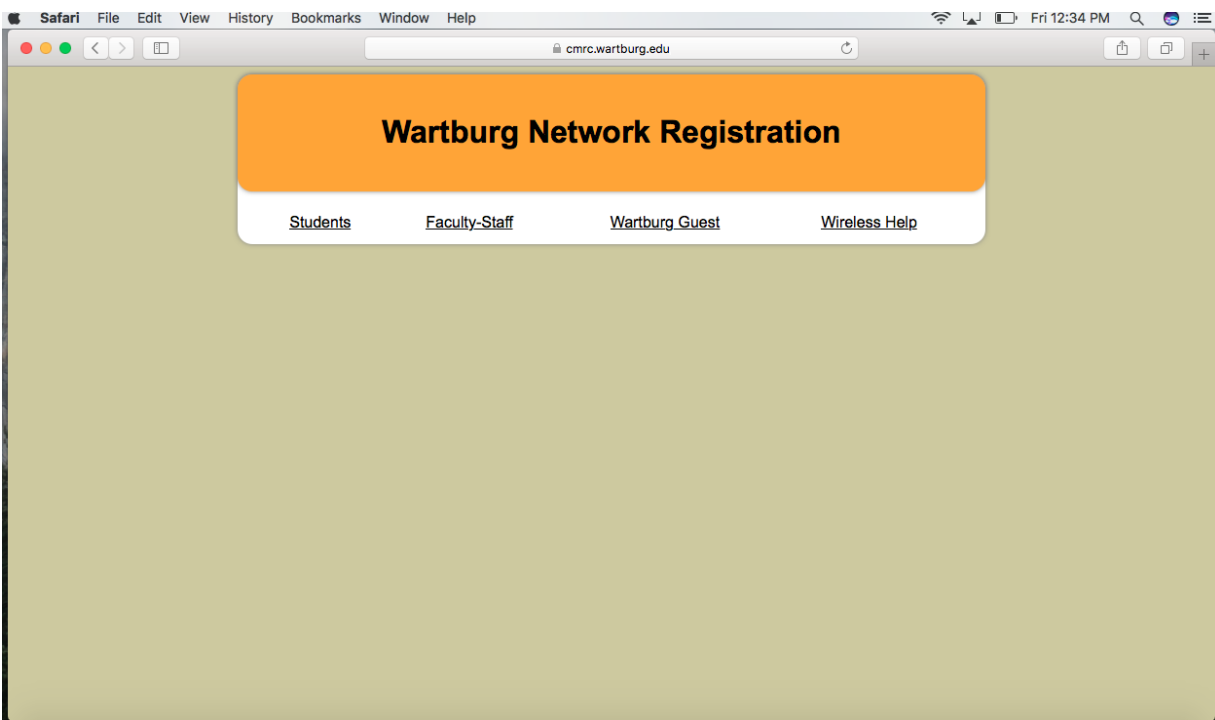 Safari File Edit View History Bookmarks Window Help Fri 12:34 PM
cmrc.wartburg.edu
Wartburg Network Registration
Students Faculty-Staff Wartburg Guest Wireless Help